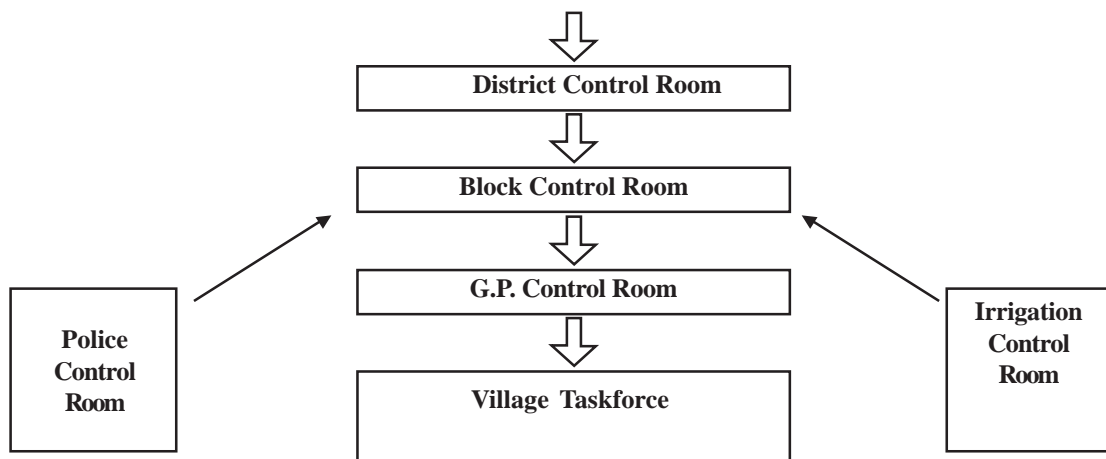 District Control Room
Block Control Room
G.P. Control Room
Police
Control
Room
Irrigation
Control
Room
Village Taskforce